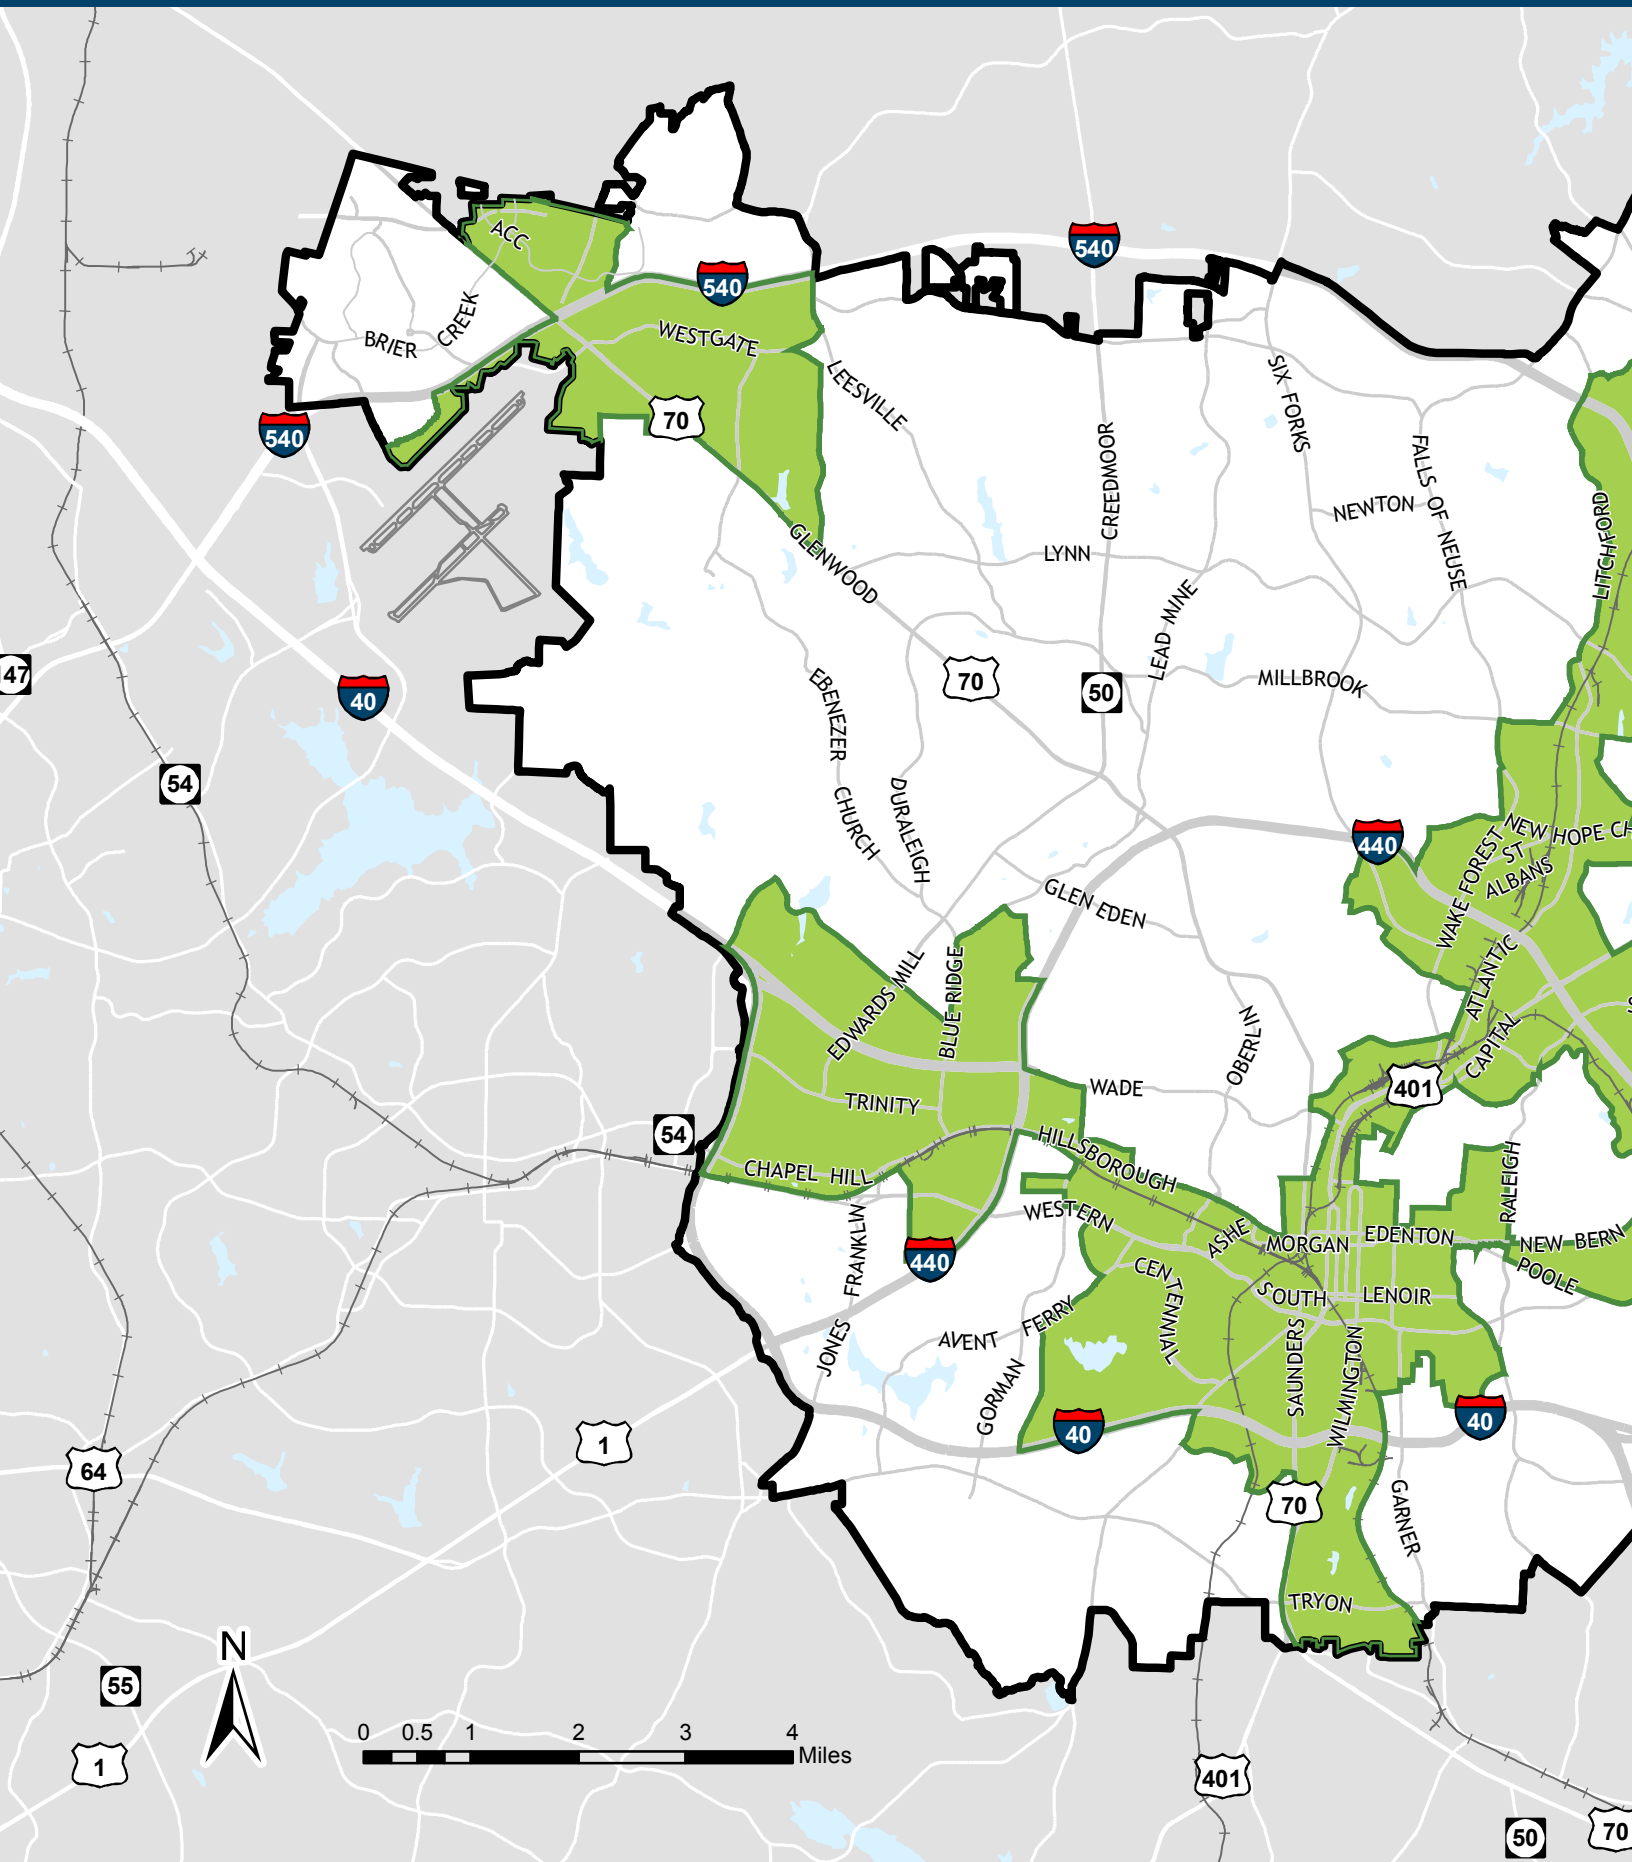 ACC
540
540
BRIER
CREEK
WESTGATE
LEESVILLE
SIX FORKS
70
540
CREEDMOOR
FALLS OF NEUSE
NEWTON
LITCHFORD
LYNN
GLENWOOD
LEAD MINE
147
40
EBENEZER
CHURCH
70
50
MILLBROOK
54
DURALEIGH
440
NEW HOPE CH
WAKE FOREST
ST
ALBANS
GLEN EDEN
EDWARDS MILL
BLUE RIDGE
ATLANTIC
CAPITAL
OBERLIN
401
WADE
TRINITY
54
HILLSBOROUGH
CHAPEL HILL
RALEIGH
WESTERN
ASHE
MORGAN
EDENTON
NEW BERN
POOLE
FRANKLIN
440
CENTENNIAL
SOUTH
LENOIR
AVENT FERRY
JONES
GORMAN
SAUNDERS
WILMINGTON
40
40
1
64
70
GARNER
TRYON
N
55
1
0 0.5 1 2 3 4
Miles
401
50
70